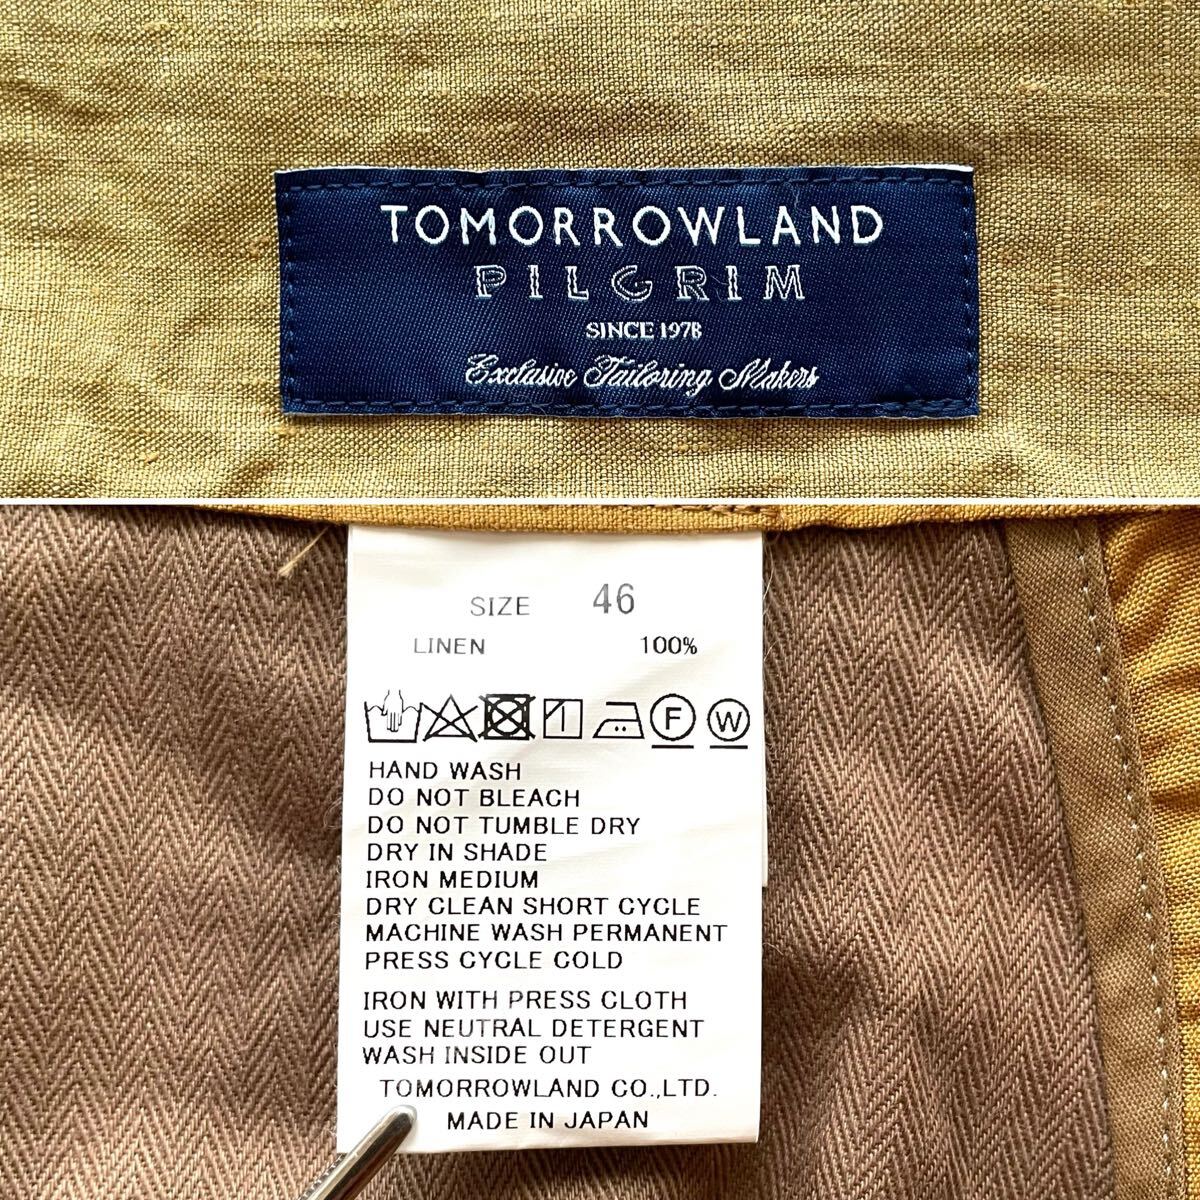 TOMORROWLAND
PILGRIM
SINCE 1978
Exclusive Tailoring Makers
SIZE 46
LINEN 100%
F W
HAND WASH
DO NOT BLEACH
DO NOT TUMBLE DRY
DRY IN SHADE
IRON MEDIUM
DRY CLEAN SHORT CYCLE
MACHINE WASH PERMANENT
PRESS CYCLE COLD
IRON WITH PRESS CLOTH
USE NEUTRAL DETERGENT
WASH INSIDE OUT
TOMORROWLAND CO.,LTD.
MADE IN JAPAN